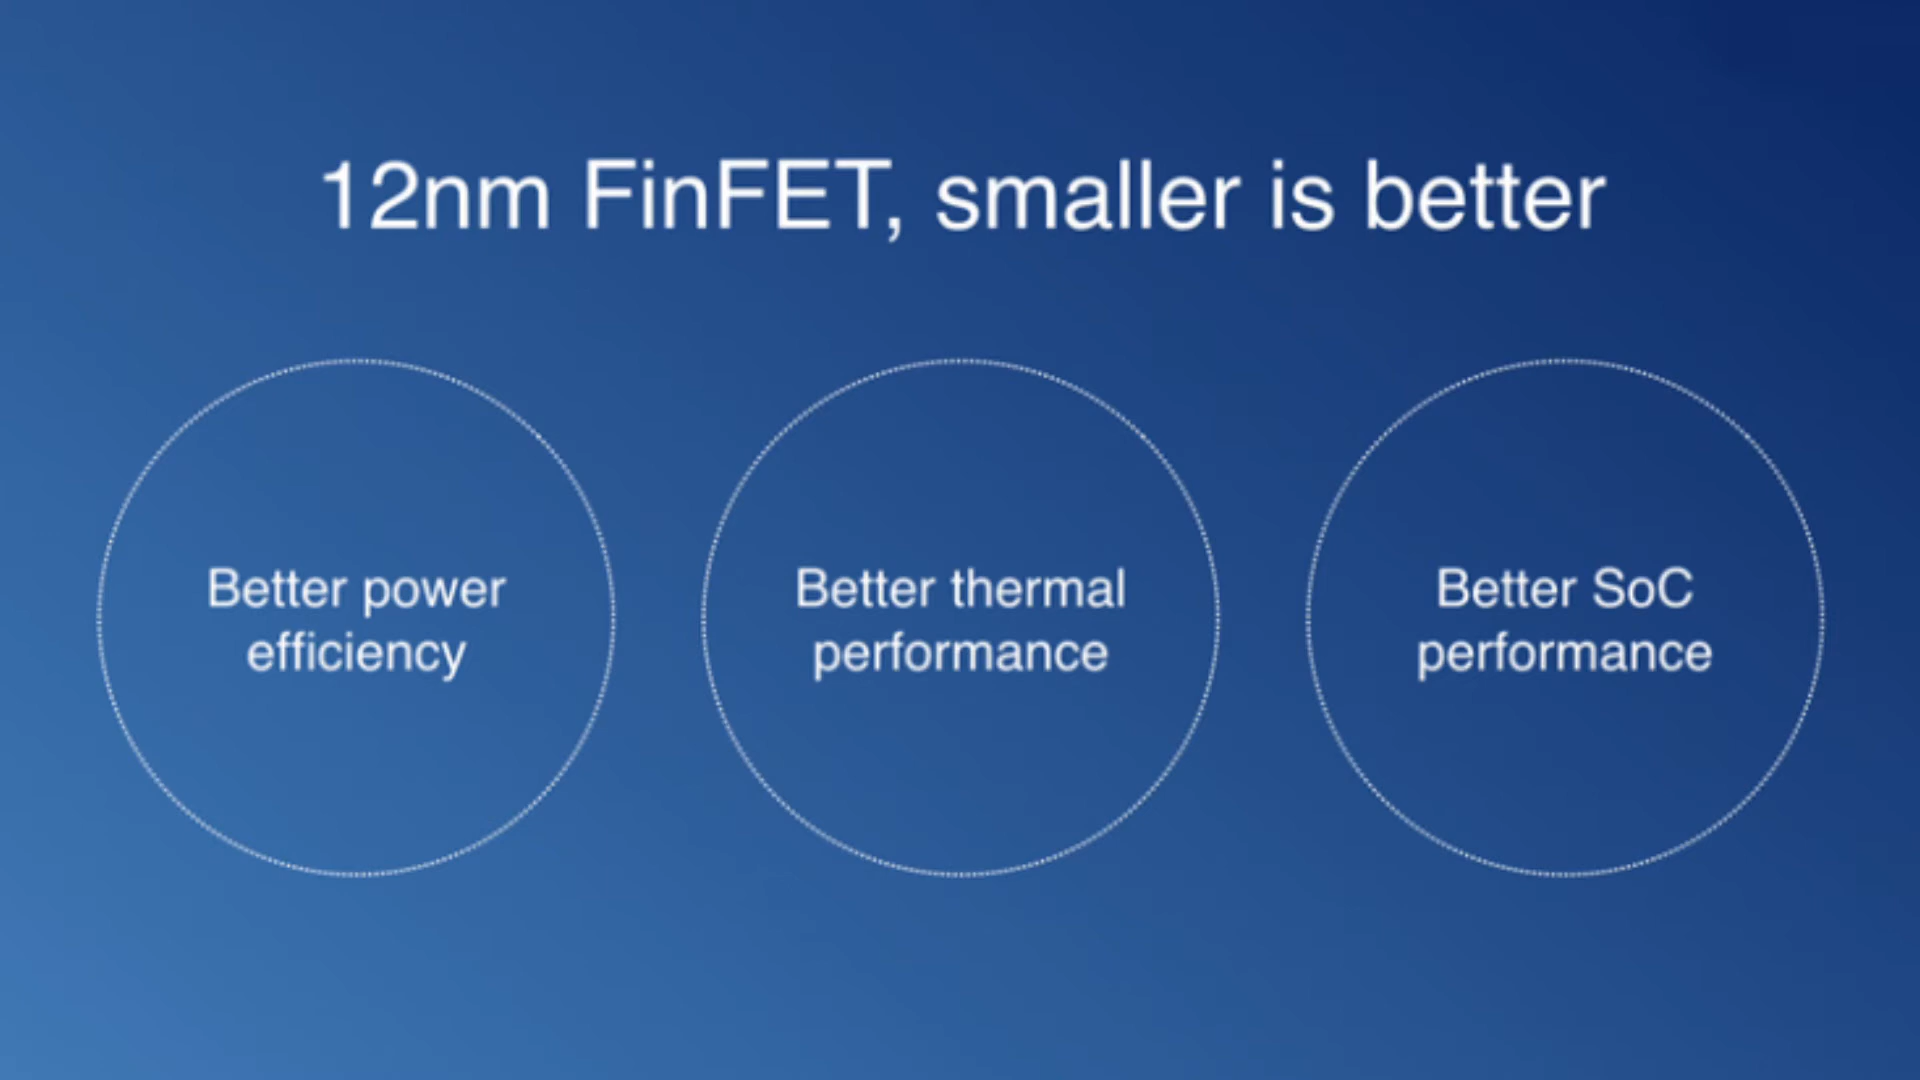 12nm FinFET, smaller is better
Better power
efficiency
Better thermal
performance
Better SoC
performance